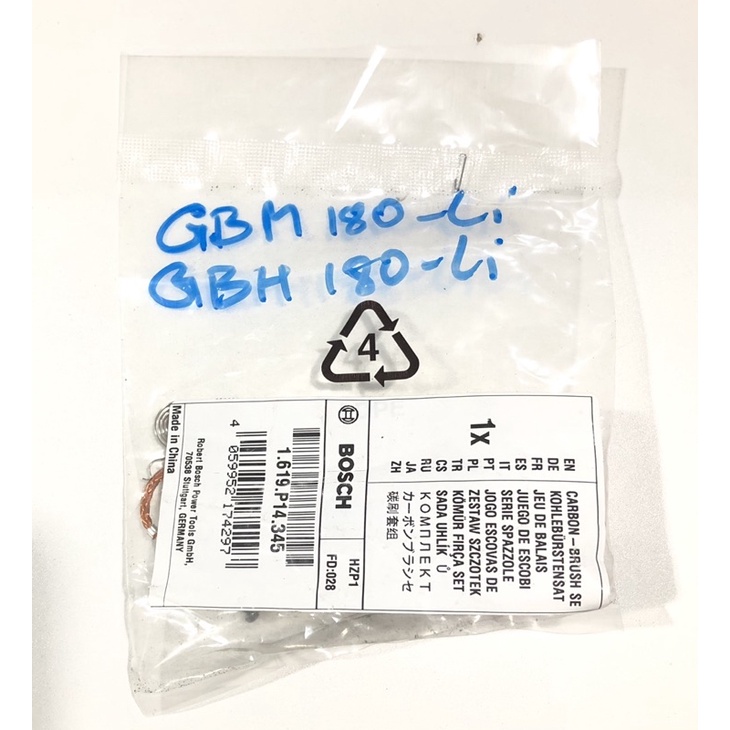 GBM 180-Li
GBH 180-Li
4
EN CARBON-BRUSH SE
DE KOHLEBÜRSTENSAT
FR JEU DE BALAIS
ES JUEGO DE ESCOBI
IT SERIE SPAZZOLE
PT JOGO ESCOVAS DE
PL ZESTAW SZCZOTEK
TR KÖMÜR FIRÇA SET
CS SADA UHLIK Ů
RU КОМПЛЕКТ
JA カーボンブラシセ
ZH 碳刷套组
1x
BOSCH
HZP1
1.619.P14.345
FD:028
4 059952 174297
Robert Bosch Power Tools GmbH,
70538 Stuttgart, GERMANY
Made in China